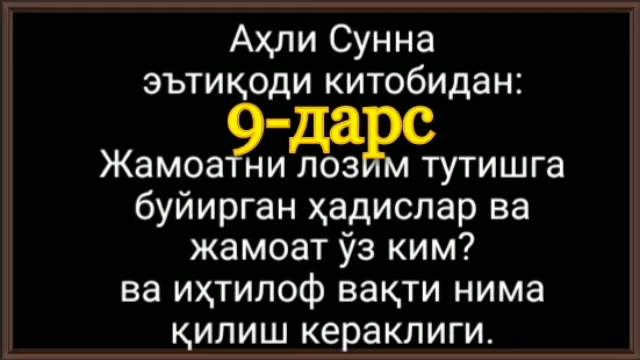 Аҳли Сунна
эътиқоди китобидан:
9-дарс
Жамоатни лозим тутишга
буйирган ҳадислар ва
жамоат ўз ким?
ва иҳтилоф вақти нима
қилиш кераклиги.